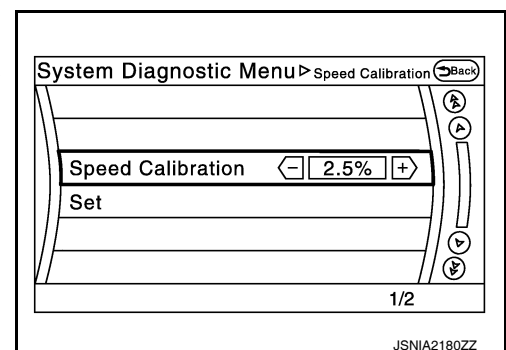 System Diagnostic Menu▷Speed Calibration Back
Speed Calibration - 2.5% +
Set
1/2
JSNIA2180ZZ